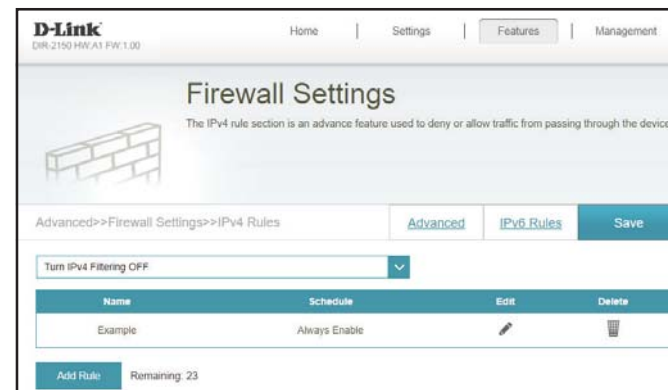 D-Link
DIR-2150 HW:A1 FW:1.00
Home | Settings | Features | Management
Firewall Settings
The IPv4 rule section is an advance feature used to deny or allow traffic from passing through the device
Advanced>>Firewall Settings>>IPv4 Rules
Advanced
IPv6 Rules
Save
Turn IPv4 Filtering OFF
Name Schedule Edit Delete
Example Always Enable
Add Rule Remaining: 23